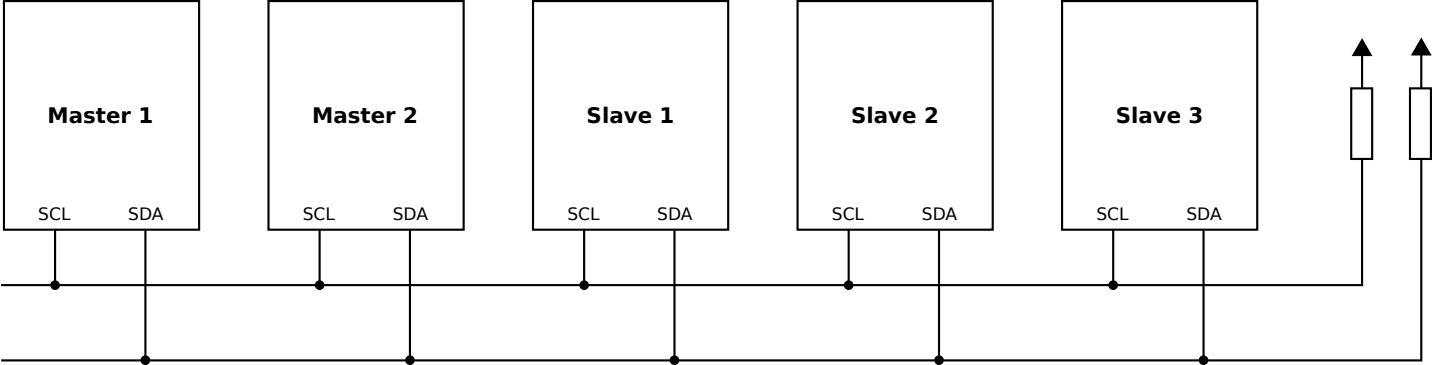 Master 1
Master 2
Slave 1
Slave 2
Slave 3
SCL SDA
SCL SDA
SCL SDA
SCL SDA
SCL SDA